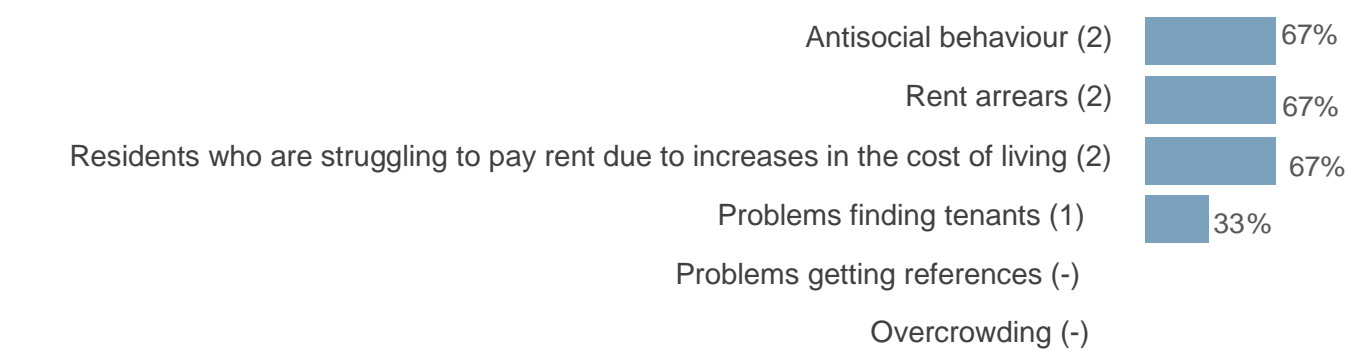 Antisocial behaviour (2) 67%
Rent arrears (2) 67%
Residents who are struggling to pay rent due to increases in the cost of living (2) 67%
Problems finding tenants (1) 33%
Problems getting references (-)
Overcrowding (-)